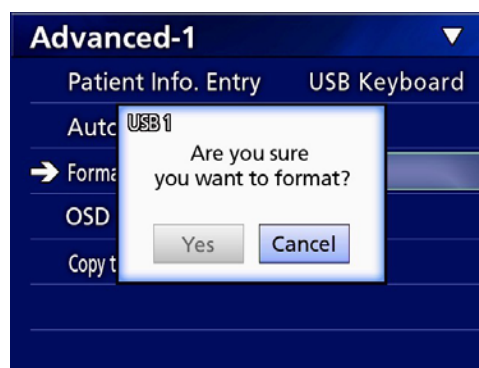 Advanced-1
Patient Info. Entry USB Keyboard
Auto
USB 1
Are you sure
you want to format?
Forma
OSD
Yes Cancel
Copy t